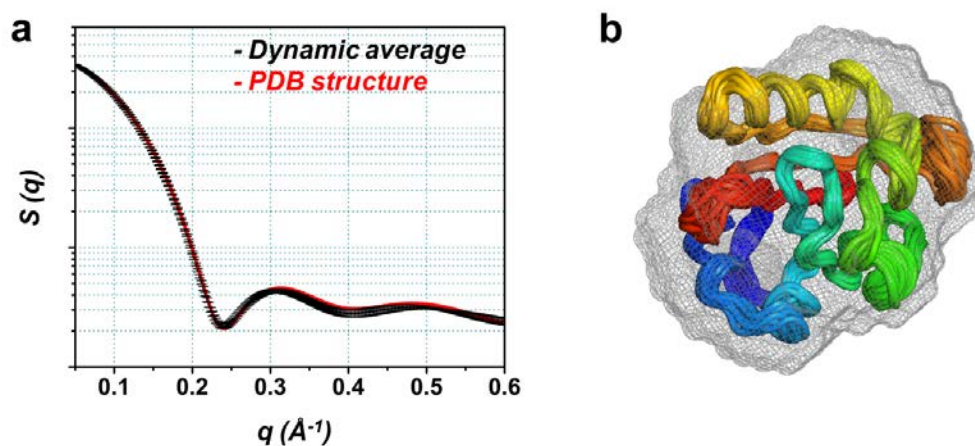 a
- Dynamic average
- PDB structure
S (q)
0.1 0.2 0.3 0.4 0.5 0.6
q (Å⁻¹)
b